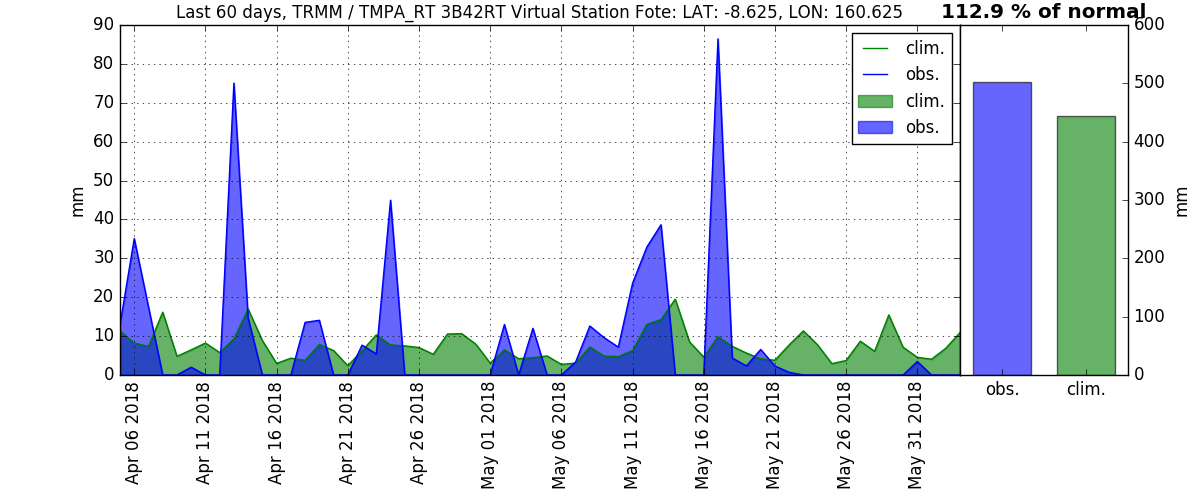 Last 60 days, TRMM / TMPA_RT 3B42RT Virtual Station Fote: LAT: -8.625, LON: 160.625
112.9 % of normal
90
80
70
60
50
40
30
20
10
0
mm
clim.
obs.
clim.
obs.
Apr 06 2018
Apr 11 2018
Apr 16 2018
Apr 21 2018
Apr 26 2018
May 01 2018
May 06 2018
May 11 2018
May 16 2018
May 21 2018
May 26 2018
May 31 2018
600
500
400
300
200
100
0
mm
obs.
clim.